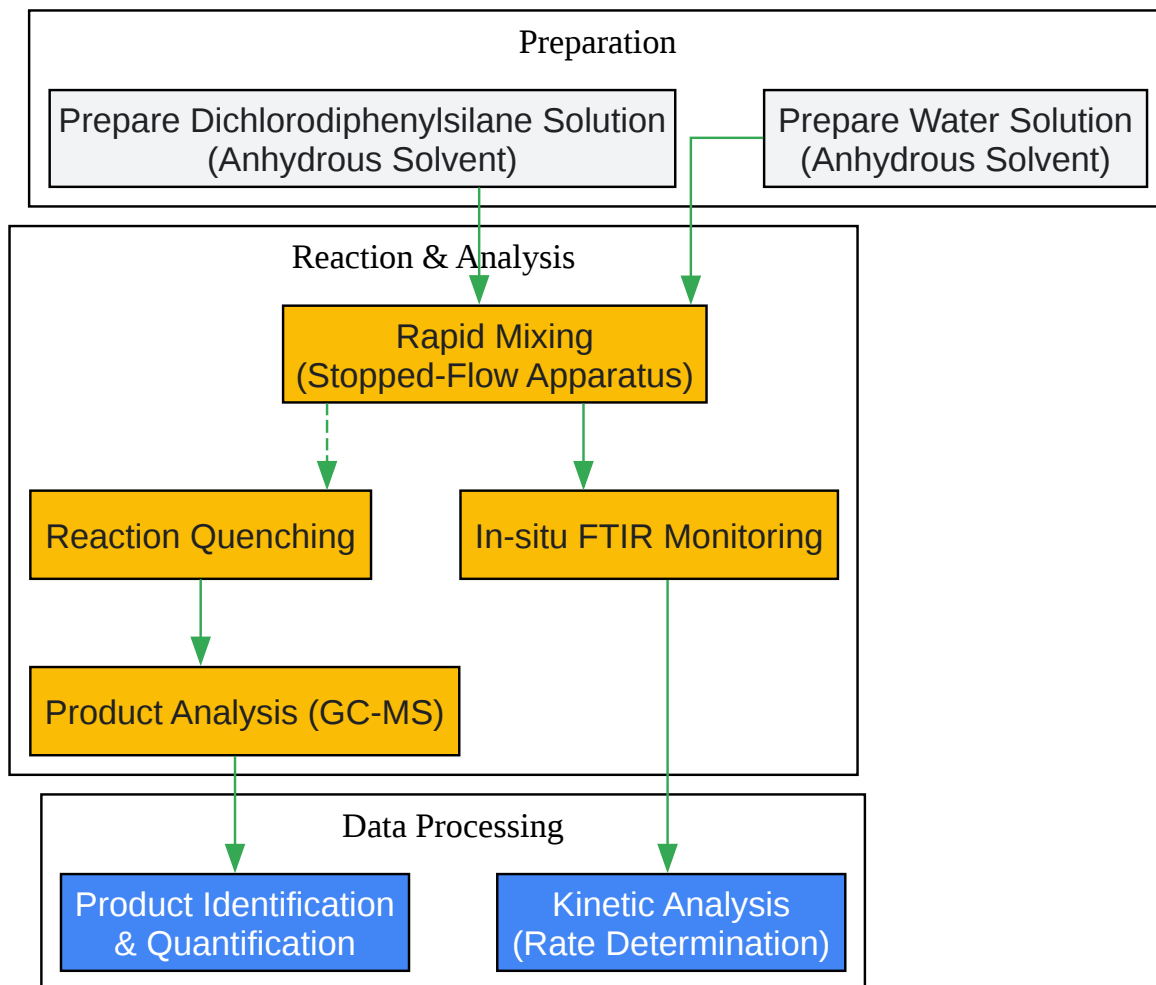 Preparation
Prepare Dichlorodiphenylsilane Solution
(Anhydrous Solvent)
Prepare Water Solution
(Anhydrous Solvent)
Reaction & Analysis
Rapid Mixing
(Stopped-Flow Apparatus)
Reaction Quenching
In-situ FTIR Monitoring
Product Analysis (GC-MS)
Data Processing
Product Identification
& Quantification
Kinetic Analysis
(Rate Determination)